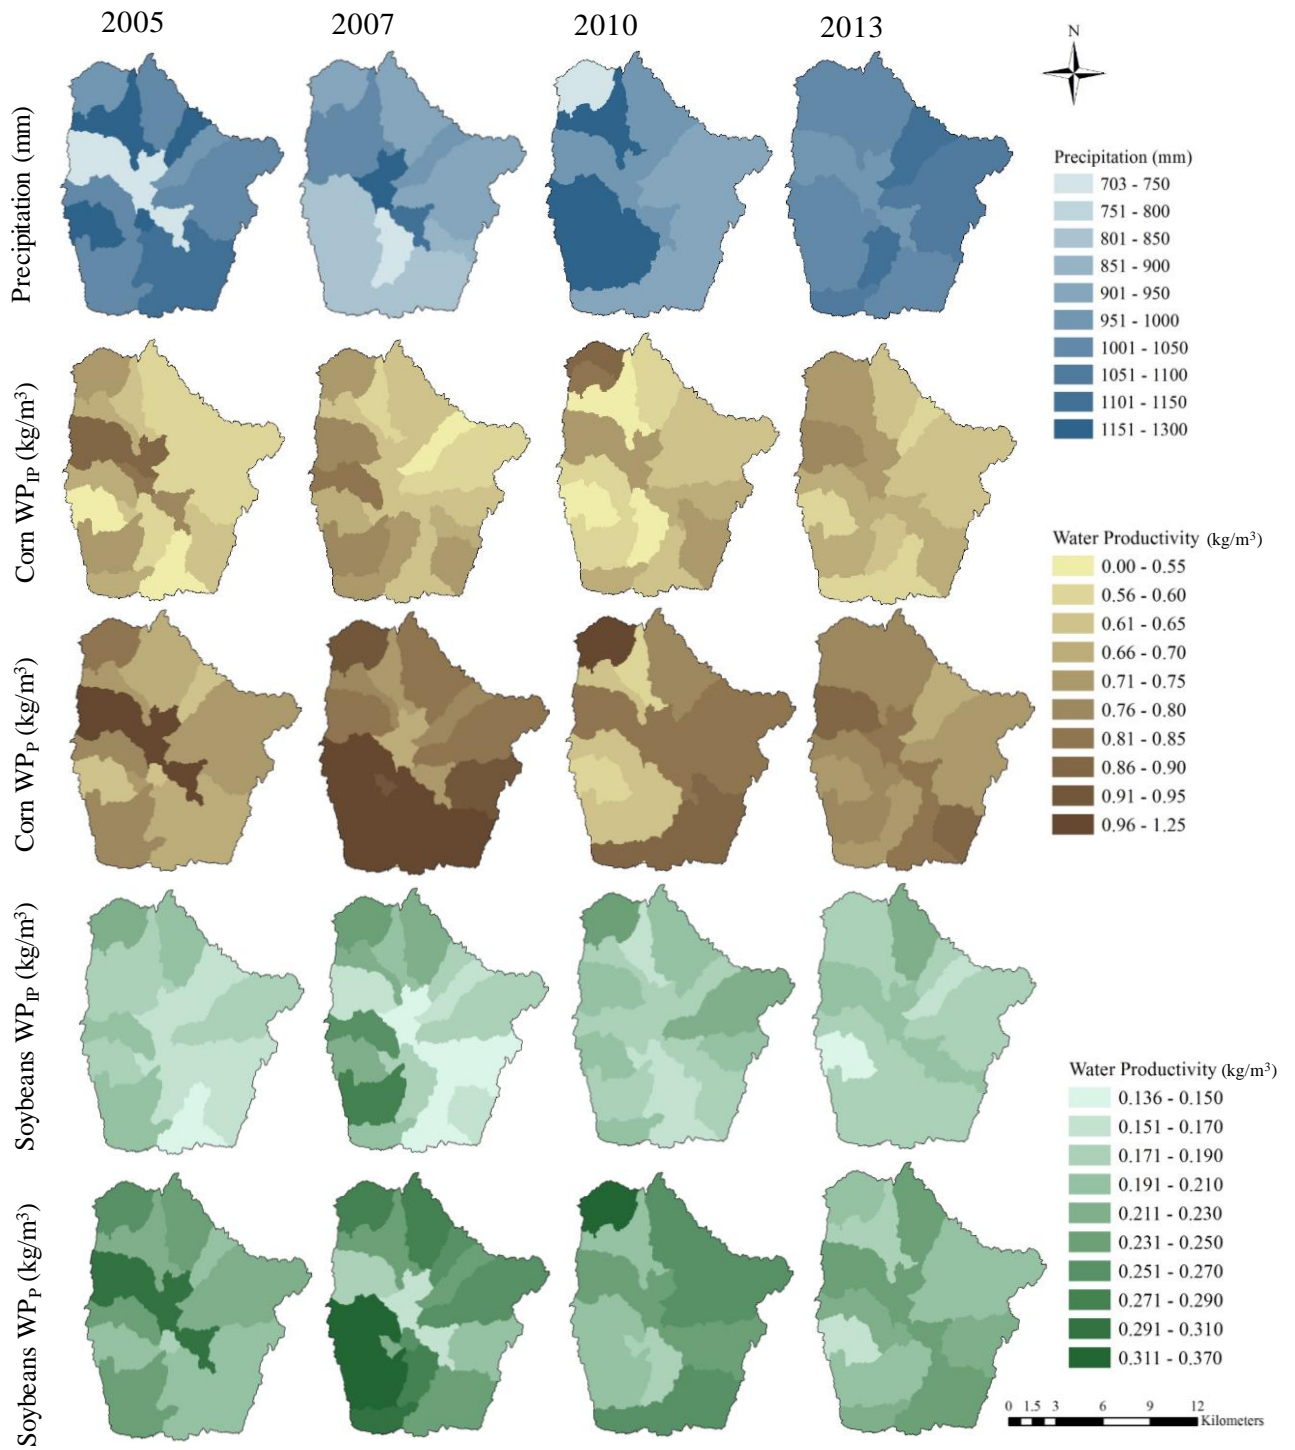 2005 2007 2010 2013
N
Precipitation (mm)
Precipitation (mm)
703 - 750
751 - 800
801 - 850
851 - 900
901 - 950
951 - 1000
1001 - 1050
1051 - 1100
1101 - 1150
1151 - 1300
Corn WP_IP (kg/m³)
Corn WP_P (kg/m³)
Water Productivity (kg/m³)
0.00 - 0.55
0.56 - 0.60
0.61 - 0.65
0.66 - 0.70
0.71 - 0.75
0.76 - 0.80
0.81 - 0.85
0.86 - 0.90
0.91 - 0.95
0.96 - 1.25
Soybeans WP_IP (kg/m³)
Soybeans WP_P (kg/m³)
Water Productivity (kg/m³)
0.136 - 0.150
0.151 - 0.170
0.171 - 0.190
0.191 - 0.210
0.211 - 0.230
0.231 - 0.250
0.251 - 0.270
0.271 - 0.290
0.291 - 0.310
0.311 - 0.370
0 1.5 3 6 9 12
Kilometers